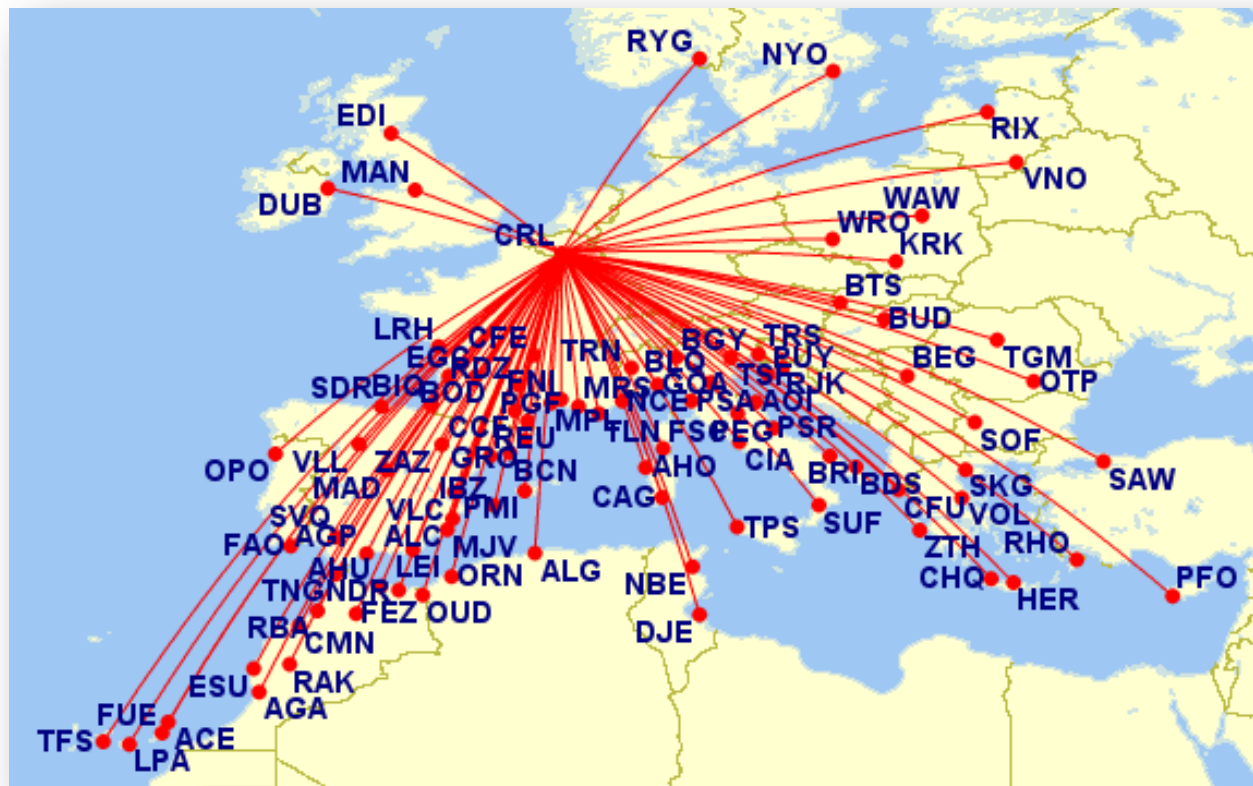 RYG
NYO
EDI
RIX
MAN
VNO
DUB
WAW
WRO
CRL
KRK
BTS
BUD
LRH
CFE
TRS
BGY
TRN
EGC
BLQ
PUY
BEG
TGM
RDZ
TSF
OTP
FNI
MRS
GOA
RJK
SDR
BIQ
BOD
NCE
PSA
AOI
PGF
MPL
CCF
TLN
FSC
PEG
PSR
REU
SOF
OPO
VLL
ZAZ
GRO
AHO
CIA
BRI
SAW
BCN
MAD
IBZ
CAG
BDS
SKG
PMI
CFU
VOL
SVQ
VLC
SUF
FAO
AGP
ALC
TPS
MJV
ZTH
RHO
AHU
LEI
ORN
ALG
NBE
CHQ
PFO
TNG
NDR
HER
FEZ
OUD
RBA
CMN
DJE
ESU
RAK
AGA
FUE
TFS
ACE
LPA